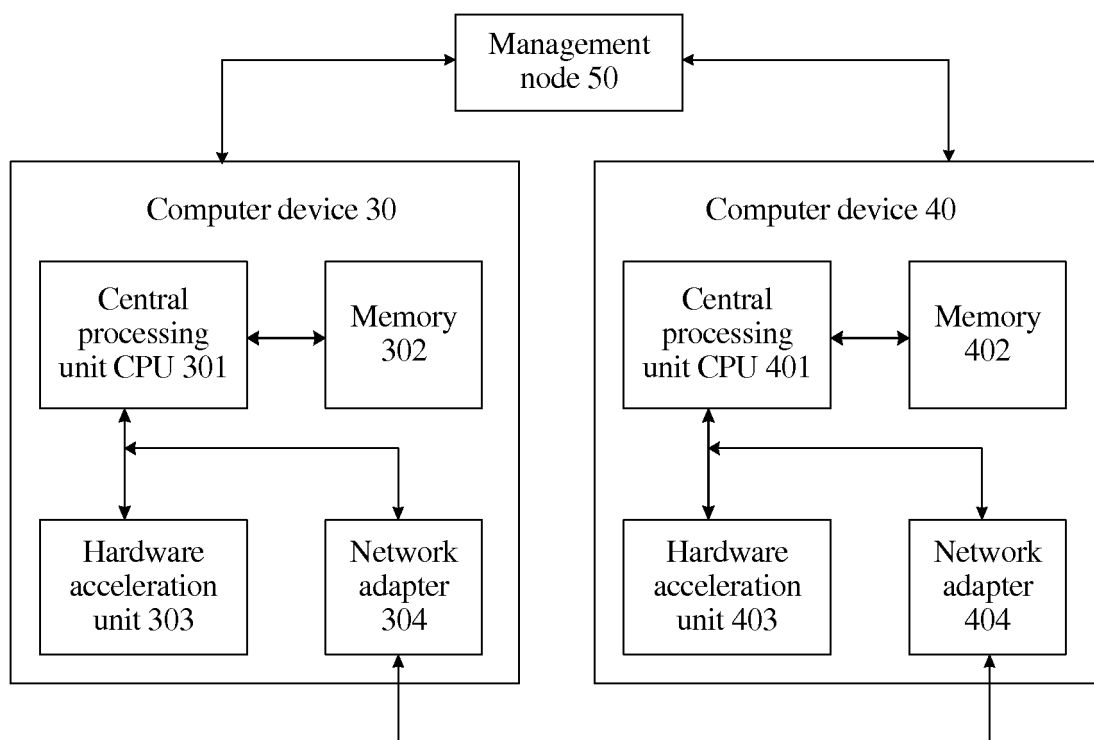 Management
node 50
Computer device 30
Central
processing
unit CPU 301
Memory
302
Hardware
acceleration
unit 303
Network
adapter
304
Computer device 40
Central
processing
unit CPU 401
Memory
402
Hardware
acceleration
unit 403
Network
adapter
404